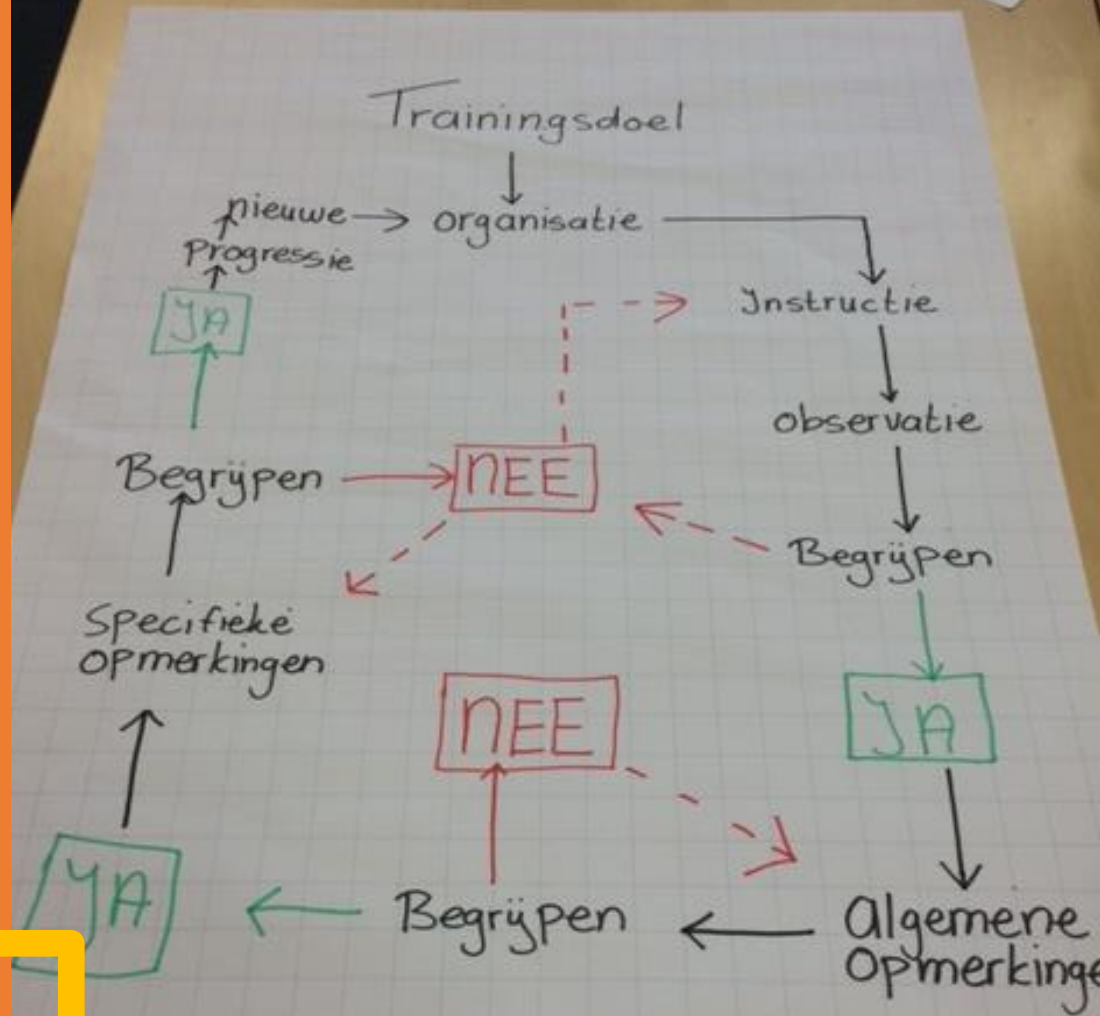 Trainingsdoel
nieuwe
Progressie
organisatie
Instructie
JA
observatie
Begrijpen
NEE
Begrijpen
Specifieke
opmerkingen
NEE
JA
JA
Begrijpen
algemene
opmerkinge